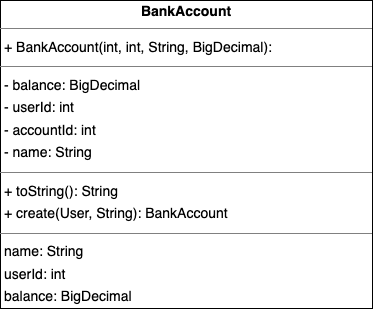 BankAccount
+ BankAccount(int, int, String, BigDecimal):
- balance: BigDecimal
- userId: int
- accountId: int
- name: String
+ toString(): String
+ create(User, String): BankAccount
name: String
userId: int
balance: BigDecimal